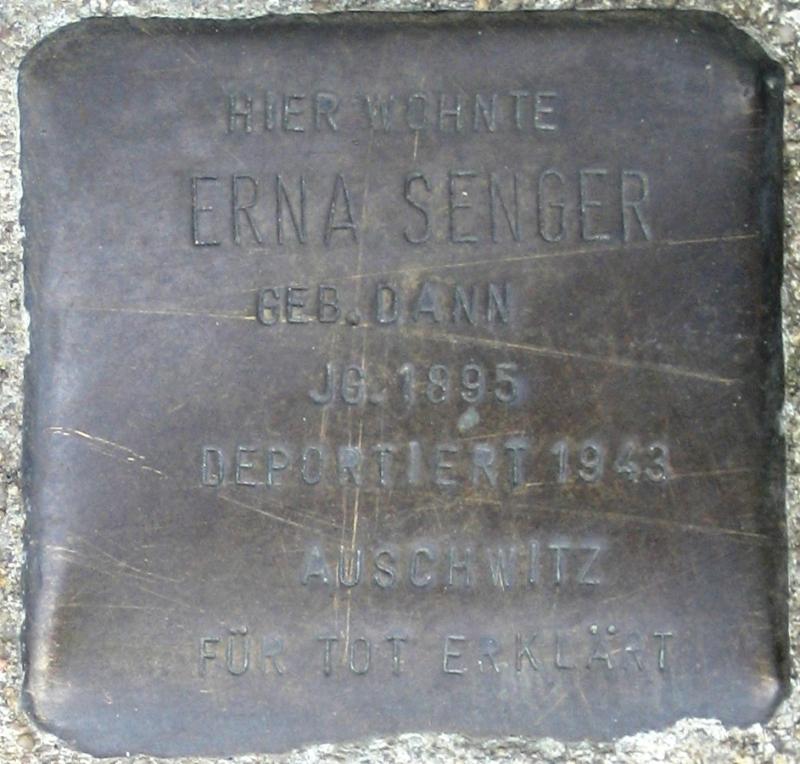 HIER WOHNTE
ERNA SENGER
GEB. DANN
JG. 1895
DEPORTIERT 1943
AUSCHWITZ
FÜR TOT ERKLÄRT